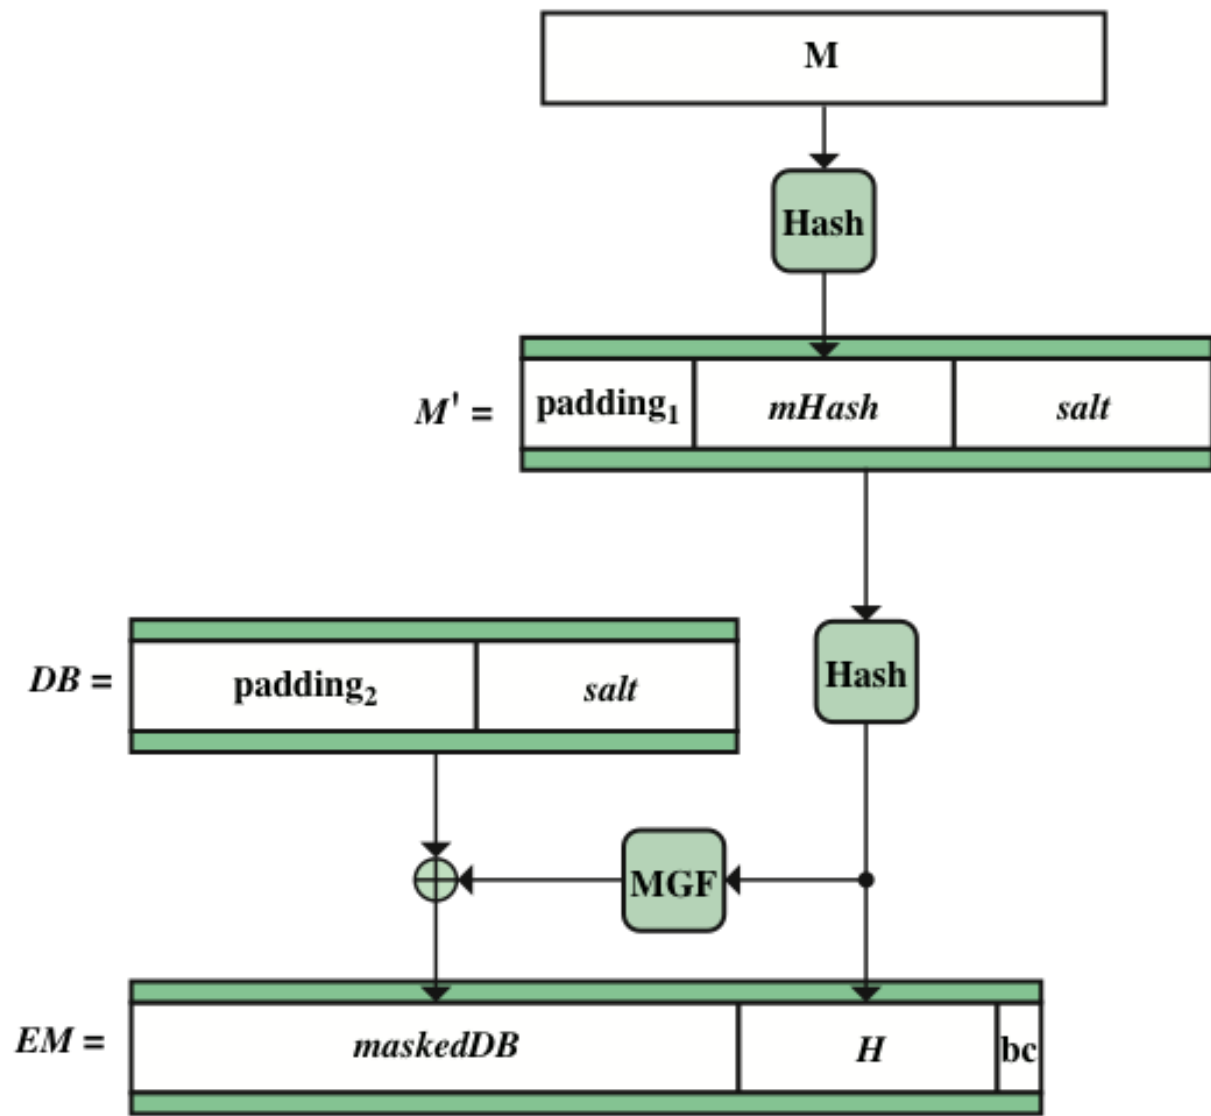 M
Hash
M' = padding₁ mHash salt
DB = padding₂ salt
Hash
MGF
EM = maskedDB H bc